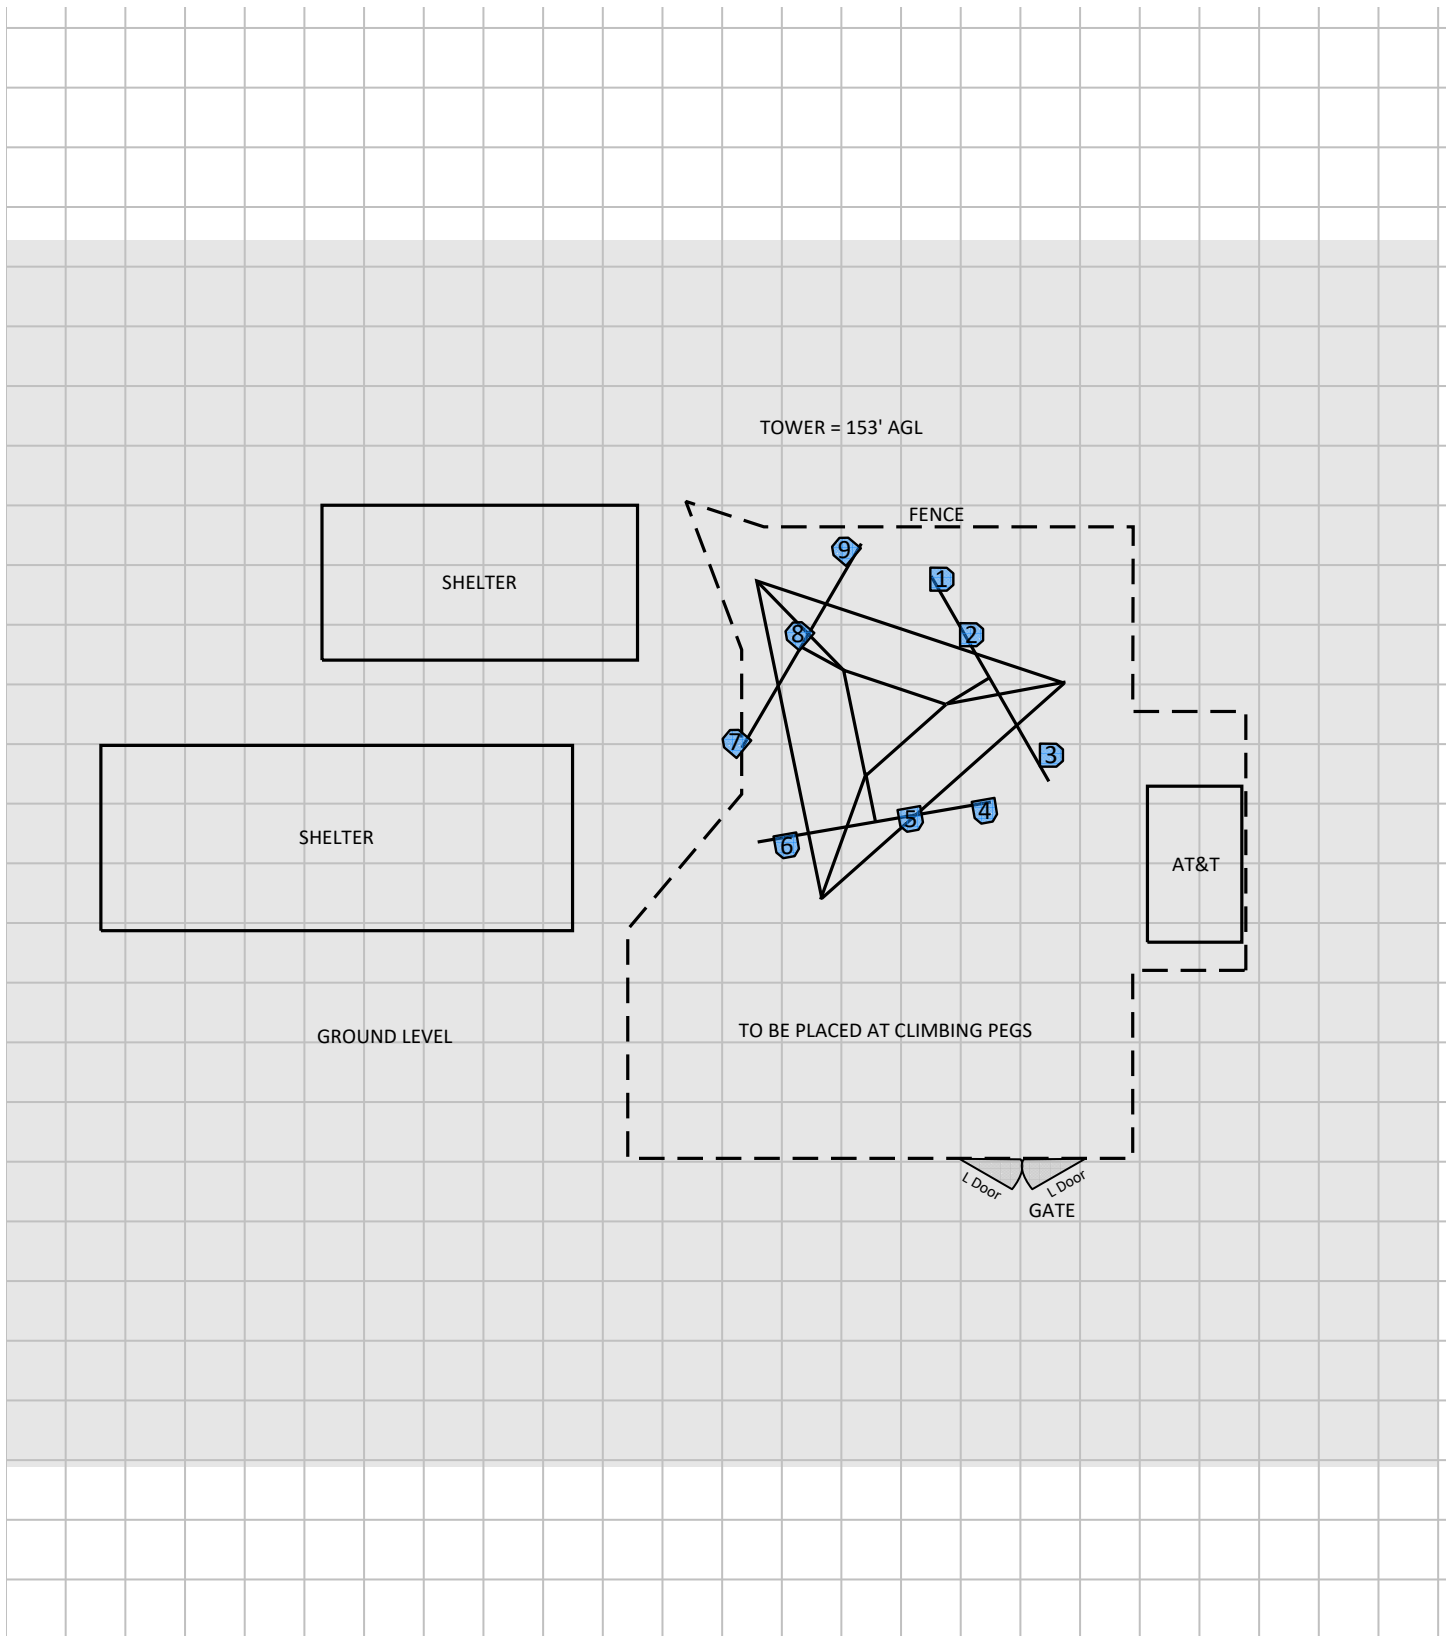 TOWER = 153' AGL
FENCE
9
1
SHELTER
8
2
7
3
5
4
SHELTER
6
AT&T
TO BE PLACED AT CLIMBING PEGS
GROUND LEVEL
L Door
L Door
GATE